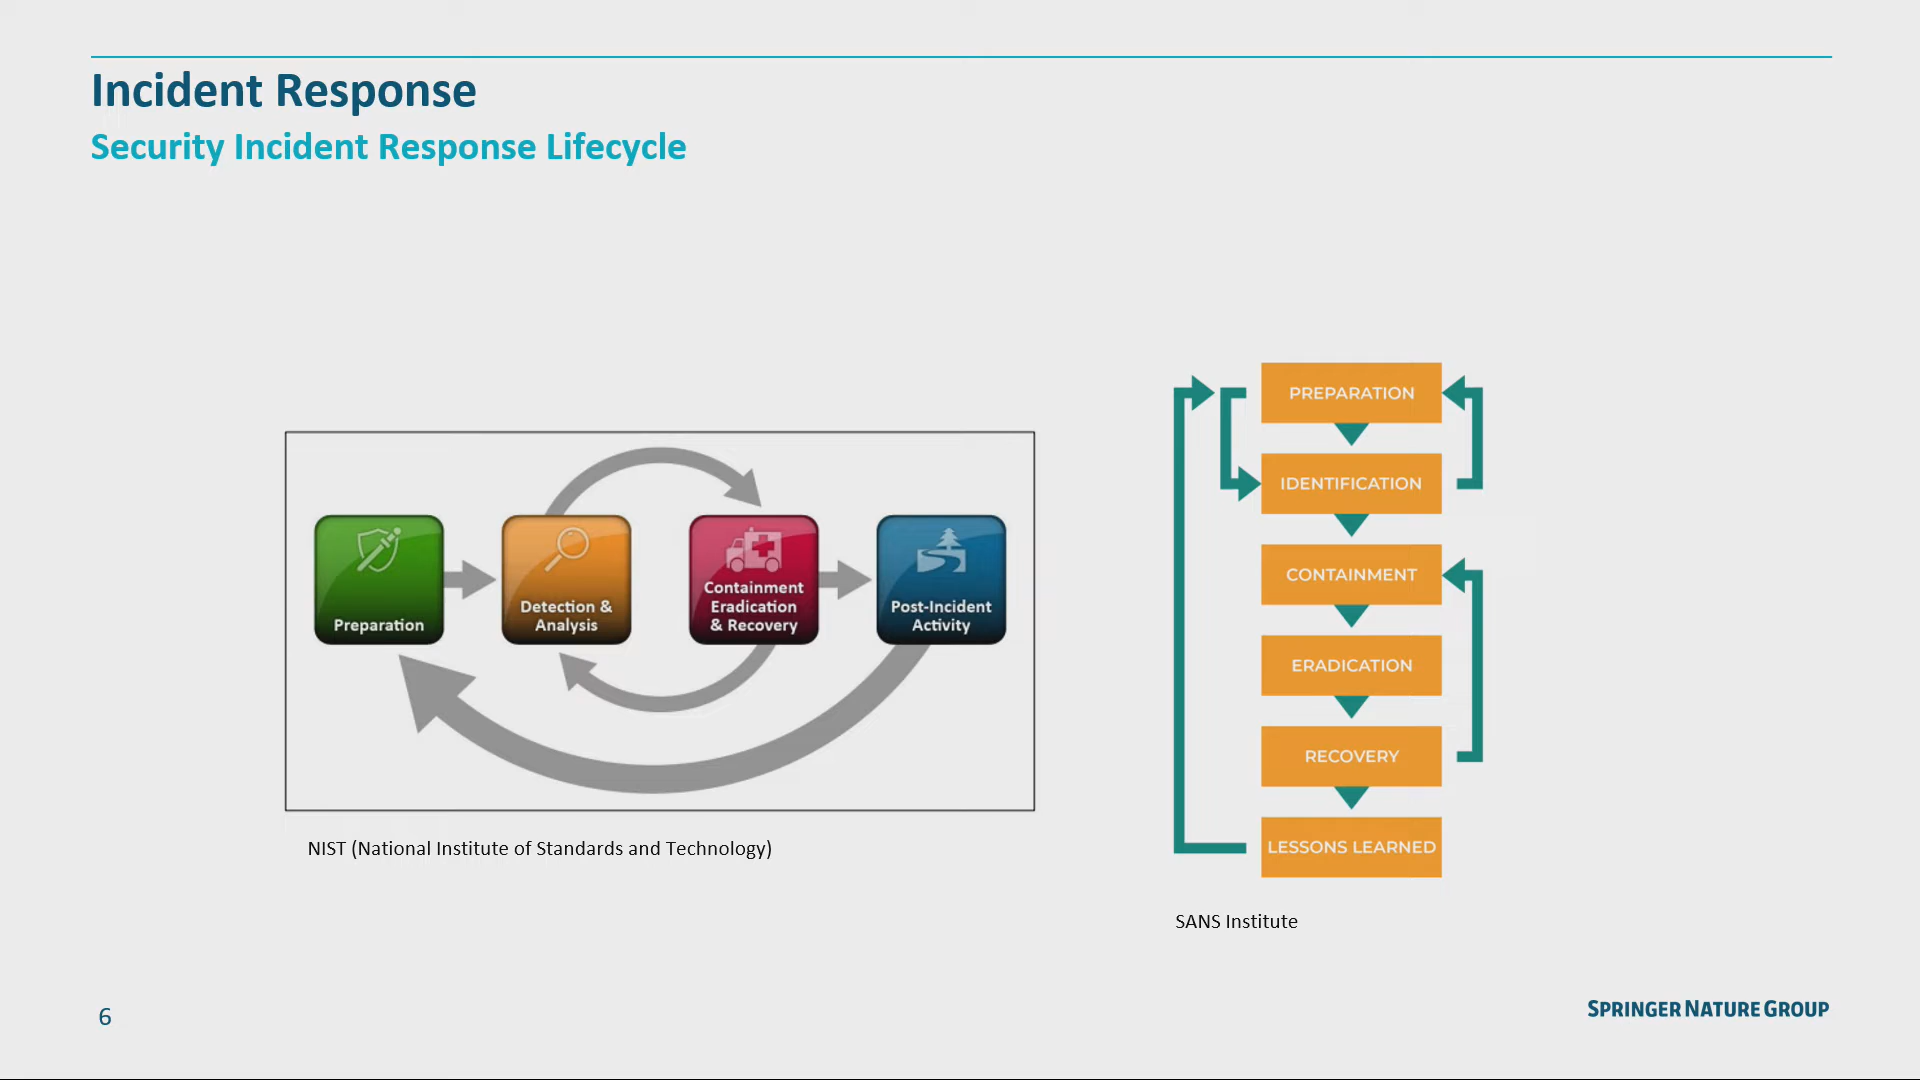 Incident Response
Security Incident Response Lifecycle
Preparation
Detection &
Analysis
Containment
Eradication
& Recovery
Post-Incident
Activity
NIST (National Institute of Standards and Technology)
PREPARATION
IDENTIFICATION
CONTAINMENT
ERADICATION
RECOVERY
LESSONS LEARNED
SANS Institute
6
SPRINGER NATURE GROUP